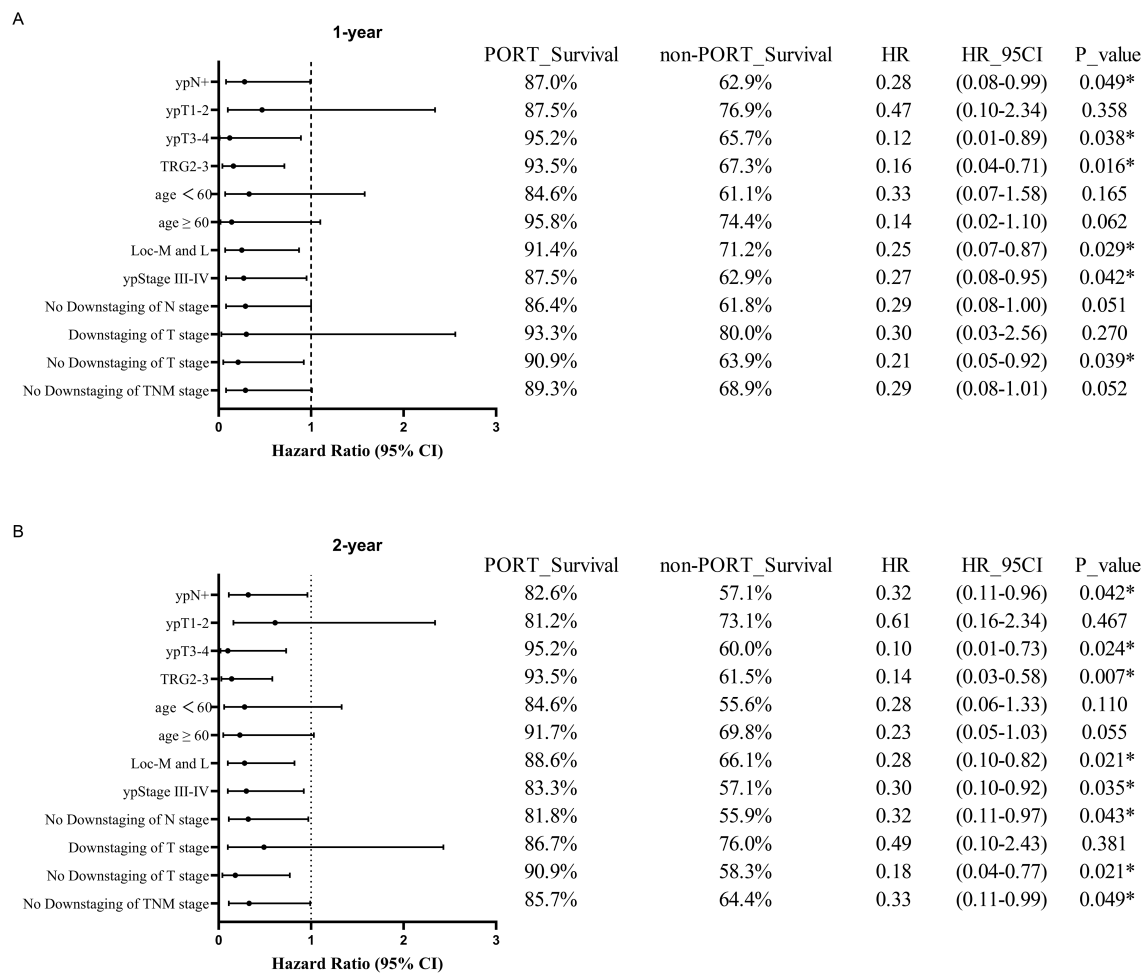 A
1-year
PORT_Survival non-PORT_Survival HR HR_95CI P_value
ypN+ 87.0% 62.9% 0.28 (0.08-0.99) 0.049*
ypT1-2 87.5% 76.9% 0.47 (0.10-2.34) 0.358
ypT3-4 95.2% 65.7% 0.12 (0.01-0.89) 0.038*
TRG2-3 93.5% 67.3% 0.16 (0.04-0.71) 0.016*
age ＜60 84.6% 61.1% 0.33 (0.07-1.58) 0.165
age ≥ 60 95.8% 74.4% 0.14 (0.02-1.10) 0.062
Loc-M and L 91.4% 71.2% 0.25 (0.07-0.87) 0.029*
ypStage III-IV 87.5% 62.9% 0.27 (0.08-0.95) 0.042*
No Downstaging of N stage 86.4% 61.8% 0.29 (0.08-1.00) 0.051
Downstaging of T stage 93.3% 80.0% 0.30 (0.03-2.56) 0.270
No Downstaging of T stage 90.9% 63.9% 0.21 (0.05-0.92) 0.039*
No Downstaging of TNM stage 89.3% 68.9% 0.29 (0.08-1.01) 0.052
0 1 2 3
Hazard Ratio (95% CI)
B
2-year
PORT_Survival non-PORT_Survival HR HR_95CI P_value
ypN+ 82.6% 57.1% 0.32 (0.11-0.96) 0.042*
ypT1-2 81.2% 73.1% 0.61 (0.16-2.34) 0.467
ypT3-4 95.2% 60.0% 0.10 (0.01-0.73) 0.024*
TRG2-3 93.5% 61.5% 0.14 (0.03-0.58) 0.007*
age ＜60 84.6% 55.6% 0.28 (0.06-1.33) 0.110
age ≥ 60 91.7% 69.8% 0.23 (0.05-1.03) 0.055
Loc-M and L 88.6% 66.1% 0.28 (0.10-0.82) 0.021*
ypStage III-IV 83.3% 57.1% 0.30 (0.10-0.92) 0.035*
No Downstaging of N stage 81.8% 55.9% 0.32 (0.11-0.97) 0.043*
Downstaging of T stage 86.7% 76.0% 0.49 (0.10-2.43) 0.381
No Downstaging of T stage 90.9% 58.3% 0.18 (0.04-0.77) 0.021*
No Downstaging of TNM stage 85.7% 64.4% 0.33 (0.11-0.99) 0.049*
0 1 2 3
Hazard Ratio (95% CI)